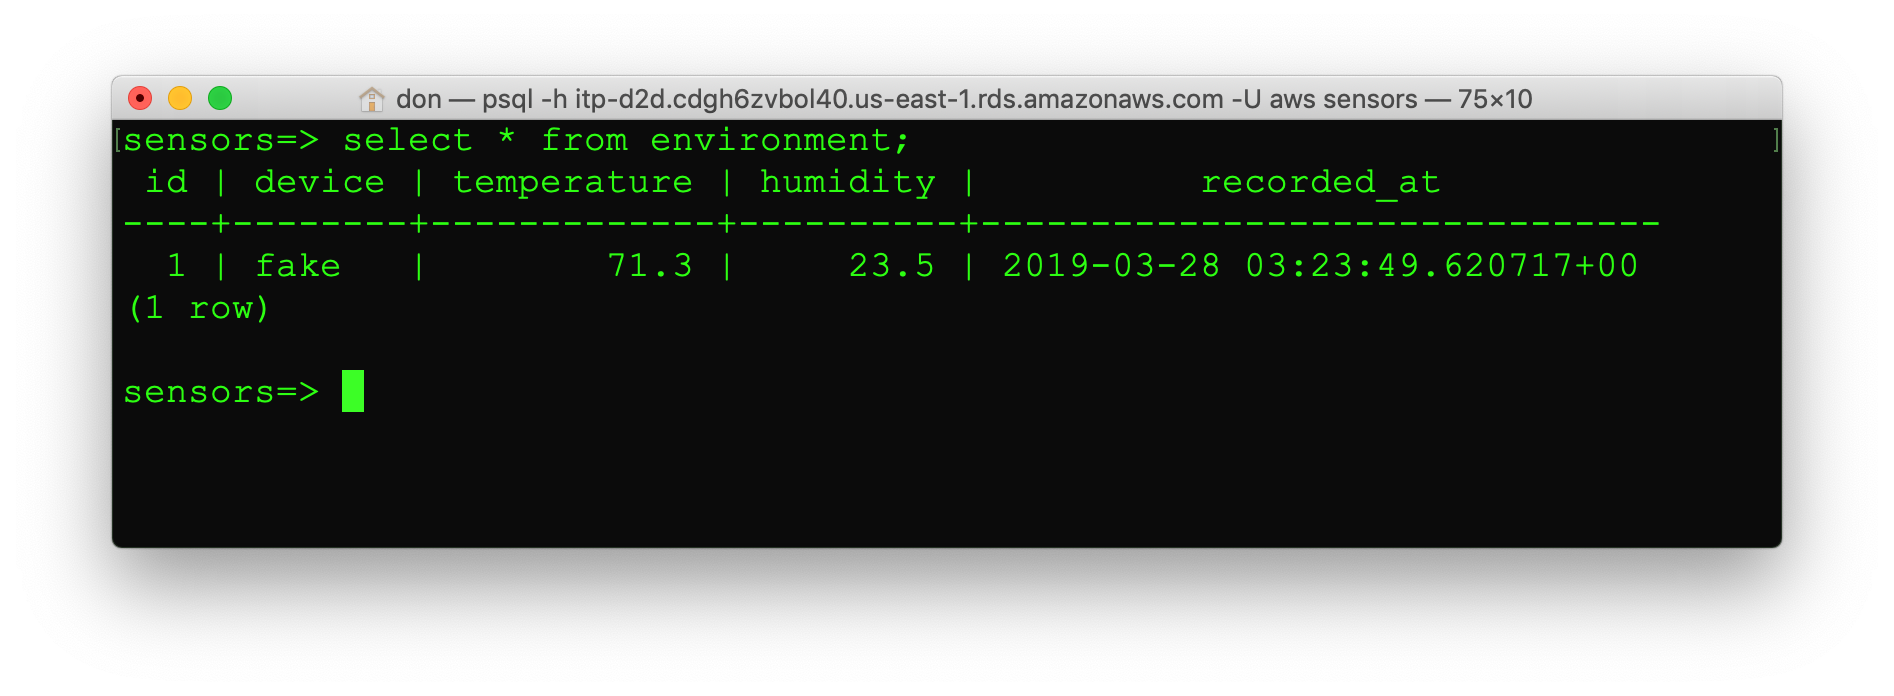 don — psql -h itp-d2d.cdgh6zvbol40.us-east-1.rds.amazonaws.com -U aws sensors — 75×10
[sensors=> select * from environment; ]
 id | device | temperature | humidity |          recorded_at
----+--------+-------------+----------+-------------------------------
  1 | fake   |        71.3 |     23.5 | 2019-03-28 03:23:49.620717+00
(1 row)
sensors=>